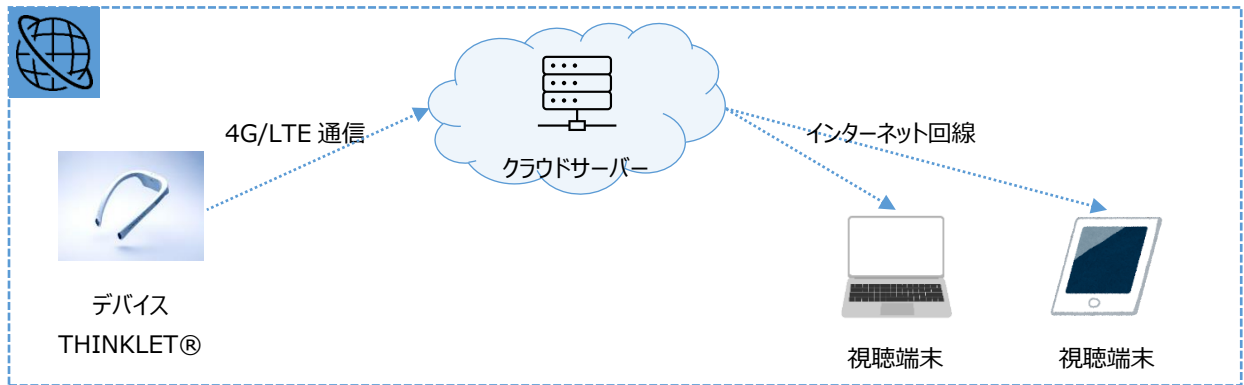 4G/LTE 通信
クラウドサーバー
インターネット回線
デバイス
THINKLET®
視聴端末
視聴端末